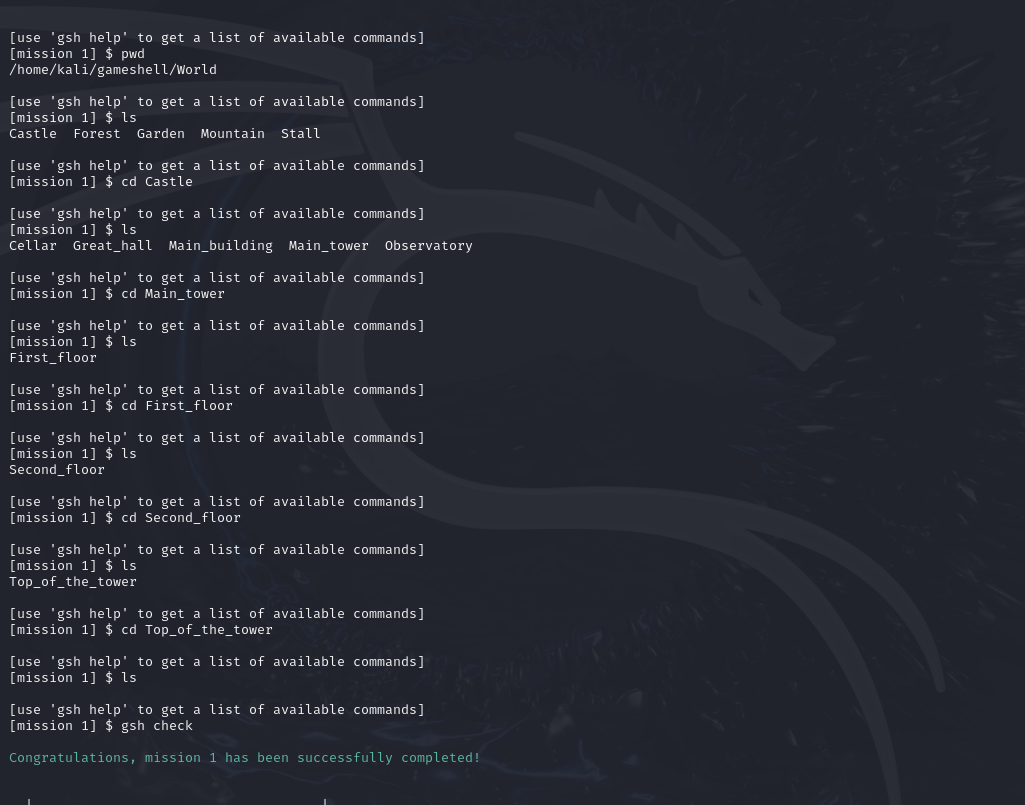 [use 'gsh help' to get a list of available commands]
[mission 1] $ pwd
/home/kali/gameshell/World
[use 'gsh help' to get a list of available commands]
[mission 1] $ ls
Castle  Forest  Garden  Mountain  Stall
[use 'gsh help' to get a list of available commands]
[mission 1] $ cd Castle
[use 'gsh help' to get a list of available commands]
[mission 1] $ ls
Cellar  Great_hall  Main_building  Main_tower  Observatory
[use 'gsh help' to get a list of available commands]
[mission 1] $ cd Main_tower
[use 'gsh help' to get a list of available commands]
[mission 1] $ ls
First_floor
[use 'gsh help' to get a list of available commands]
[mission 1] $ cd First_floor
[use 'gsh help' to get a list of available commands]
[mission 1] $ ls
Second_floor
[use 'gsh help' to get a list of available commands]
[mission 1] $ cd Second_floor
[use 'gsh help' to get a list of available commands]
[mission 1] $ ls
Top_of_the_tower
[use 'gsh help' to get a list of available commands]
[mission 1] $ cd Top_of_the_tower
[use 'gsh help' to get a list of available commands]
[mission 1] $ ls
[use 'gsh help' to get a list of available commands]
[mission 1] $ gsh check
Congratulations, mission 1 has been successfully completed!